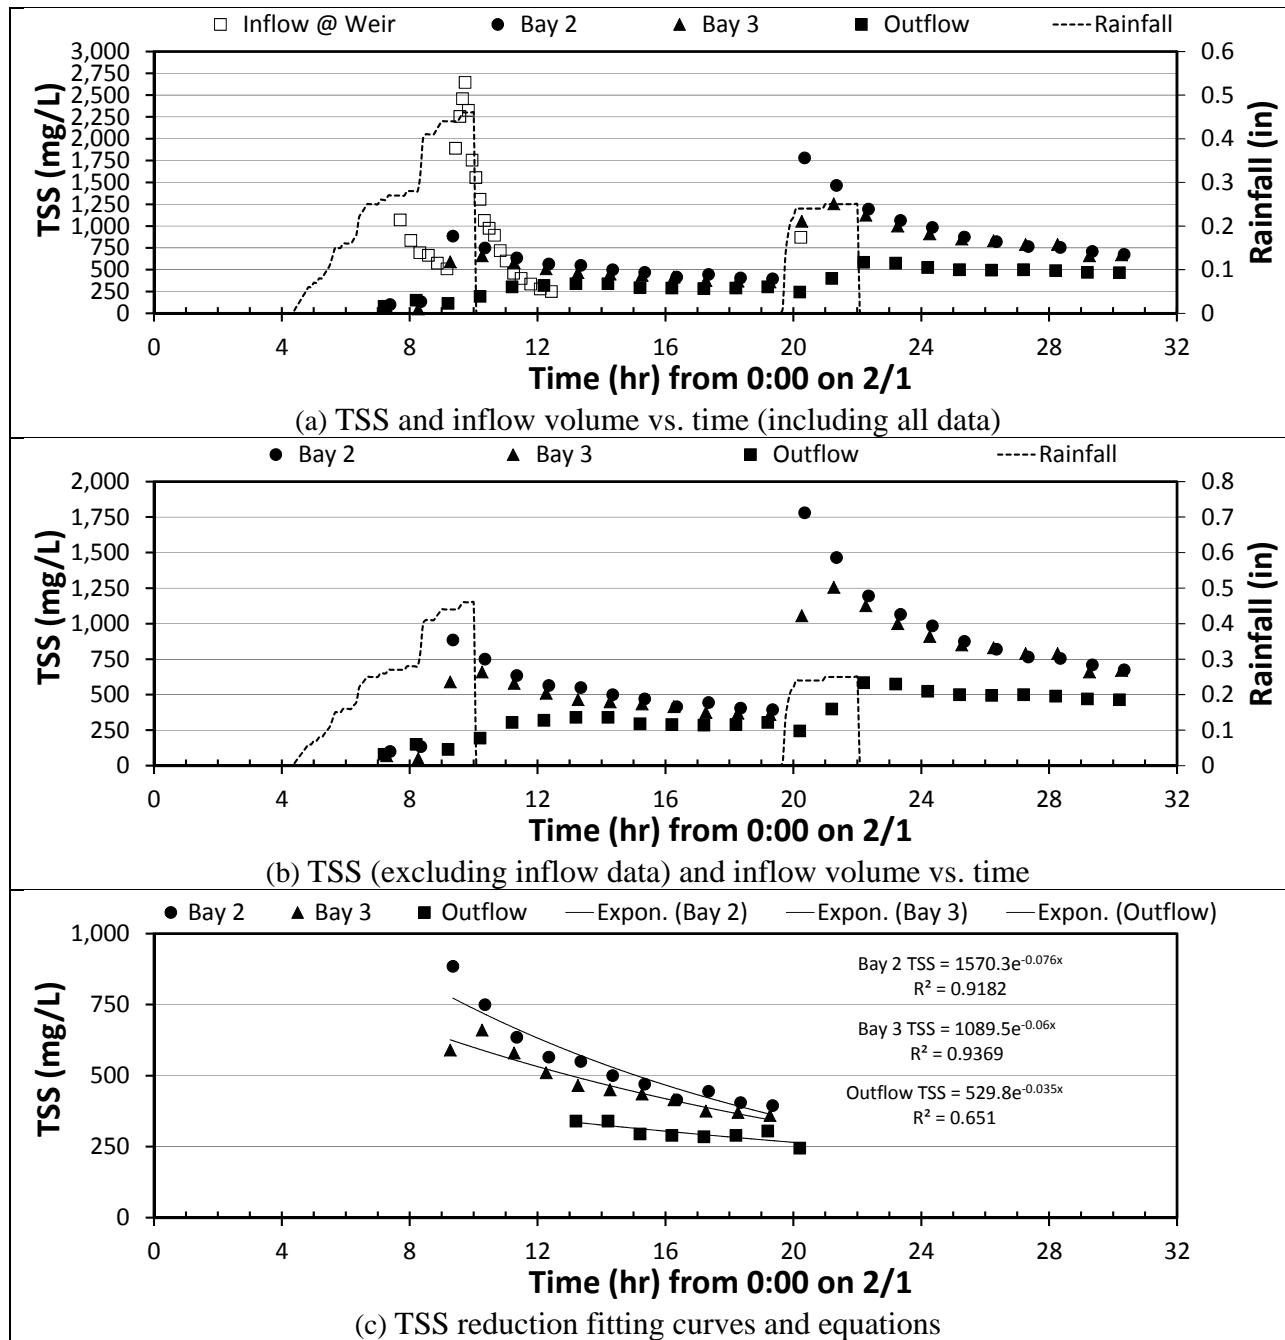 Inflow @ Weir Bay 2 Bay 3 Outflow Rainfall
3,000
2,750
2,500
2,250
2,000
1,750
1,500
1,250
1,000
750
500
250
0
TSS (mg/L)
0.6
0.5
0.4
0.3
0.2
0.1
0
Rainfall (in)
0 4 8 12 16 20 24 28 32
Time (hr) from 0:00 on 2/1
(a) TSS and inflow volume vs. time (including all data)
Bay 2 Bay 3 Outflow Rainfall
2,000
1,750
1,500
1,250
1,000
750
500
250
0
TSS (mg/L)
0.8
0.7
0.6
0.5
0.4
0.3
0.2
0.1
0
Rainfall (in)
0 4 8 12 16 20 24 28 32
Time (hr) from 0:00 on 2/1
(b) TSS (excluding inflow data) and inflow volume vs. time
Bay 2 Bay 3 Outflow Expon. (Bay 2) Expon. (Bay 3) Expon. (Outflow)
1,000
750
500
250
0
TSS (mg/L)
Bay 2 TSS = 1570.3e^-0.076x
R² = 0.9182
Bay 3 TSS = 1089.5e^-0.06x
R² = 0.9369
Outflow TSS = 529.8e^-0.035x
R² = 0.651
0 4 8 12 16 20 24 28 32
Time (hr) from 0:00 on 2/1
(c) TSS reduction fitting curves and equations